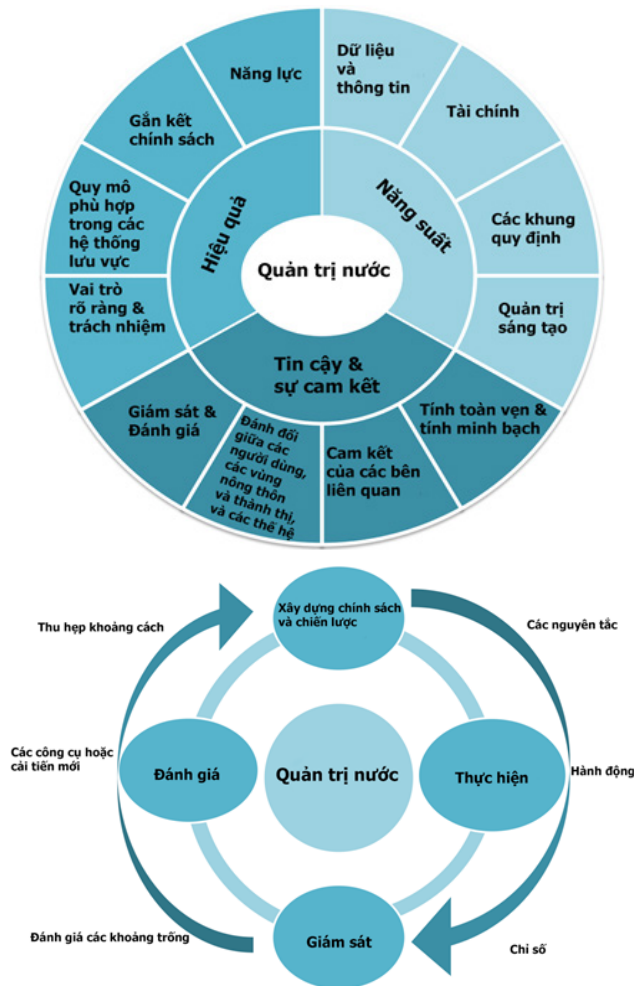 Năng lực
Dữ liệu
và
thông tin
Tài chính
Gắn kết
chính sách
Quy mô
phù hợp
trong các
hệ thống
lưu vực
Hiệu quả
Năng suất
Các khung
quy định
Quản trị nước
Vai trò
rõ ràng &
trách nhiệm
Quản trị
sáng tạo
Tin cậy &
sự cam kết
Giám sát &
Đánh giá
Đánh đổi
giữa các
người dùng,
các vùng
nông thôn
và thành thị,
và các thế hệ
Cam kết
của các bên
liên quan
Tính toàn vẹn &
tính minh bạch
Xây dựng chính sách
và chiến lược
Thu hẹp khoảng cách
Các nguyên tắc
Các công cụ hoặc
cải tiến mới
Đánh giá
Quản trị nước
Thực hiện
Hành động
Đánh giá các khoảng trống
Giám sát
Chỉ số